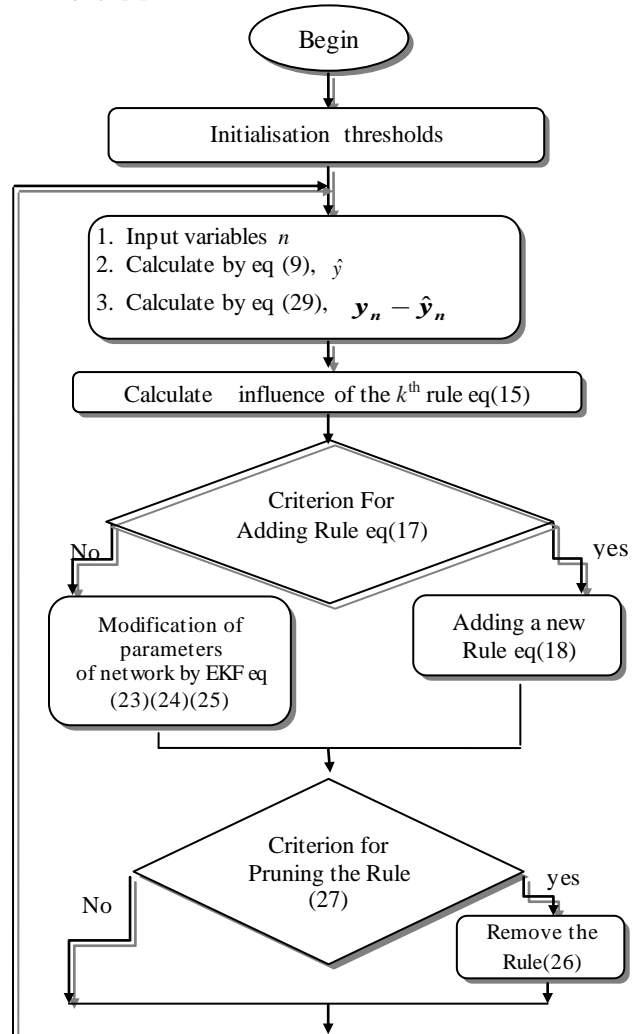 Begin
Initialisation thresholds
1. Input variables n
2. Calculate by eq (9), ŷ
3. Calculate by eq (29), yₙ − ŷₙ
Calculate influence of the kᵗʰ rule eq(15)
Criterion For
Adding Rule eq(17)
No
yes
Modification of
parameters
of network by EKF eq
(23)(24)(25)
Adding a new
Rule eq(18)
Criterion for
Pruning the Rule
(27)
No
yes
Remove the
Rule(26)